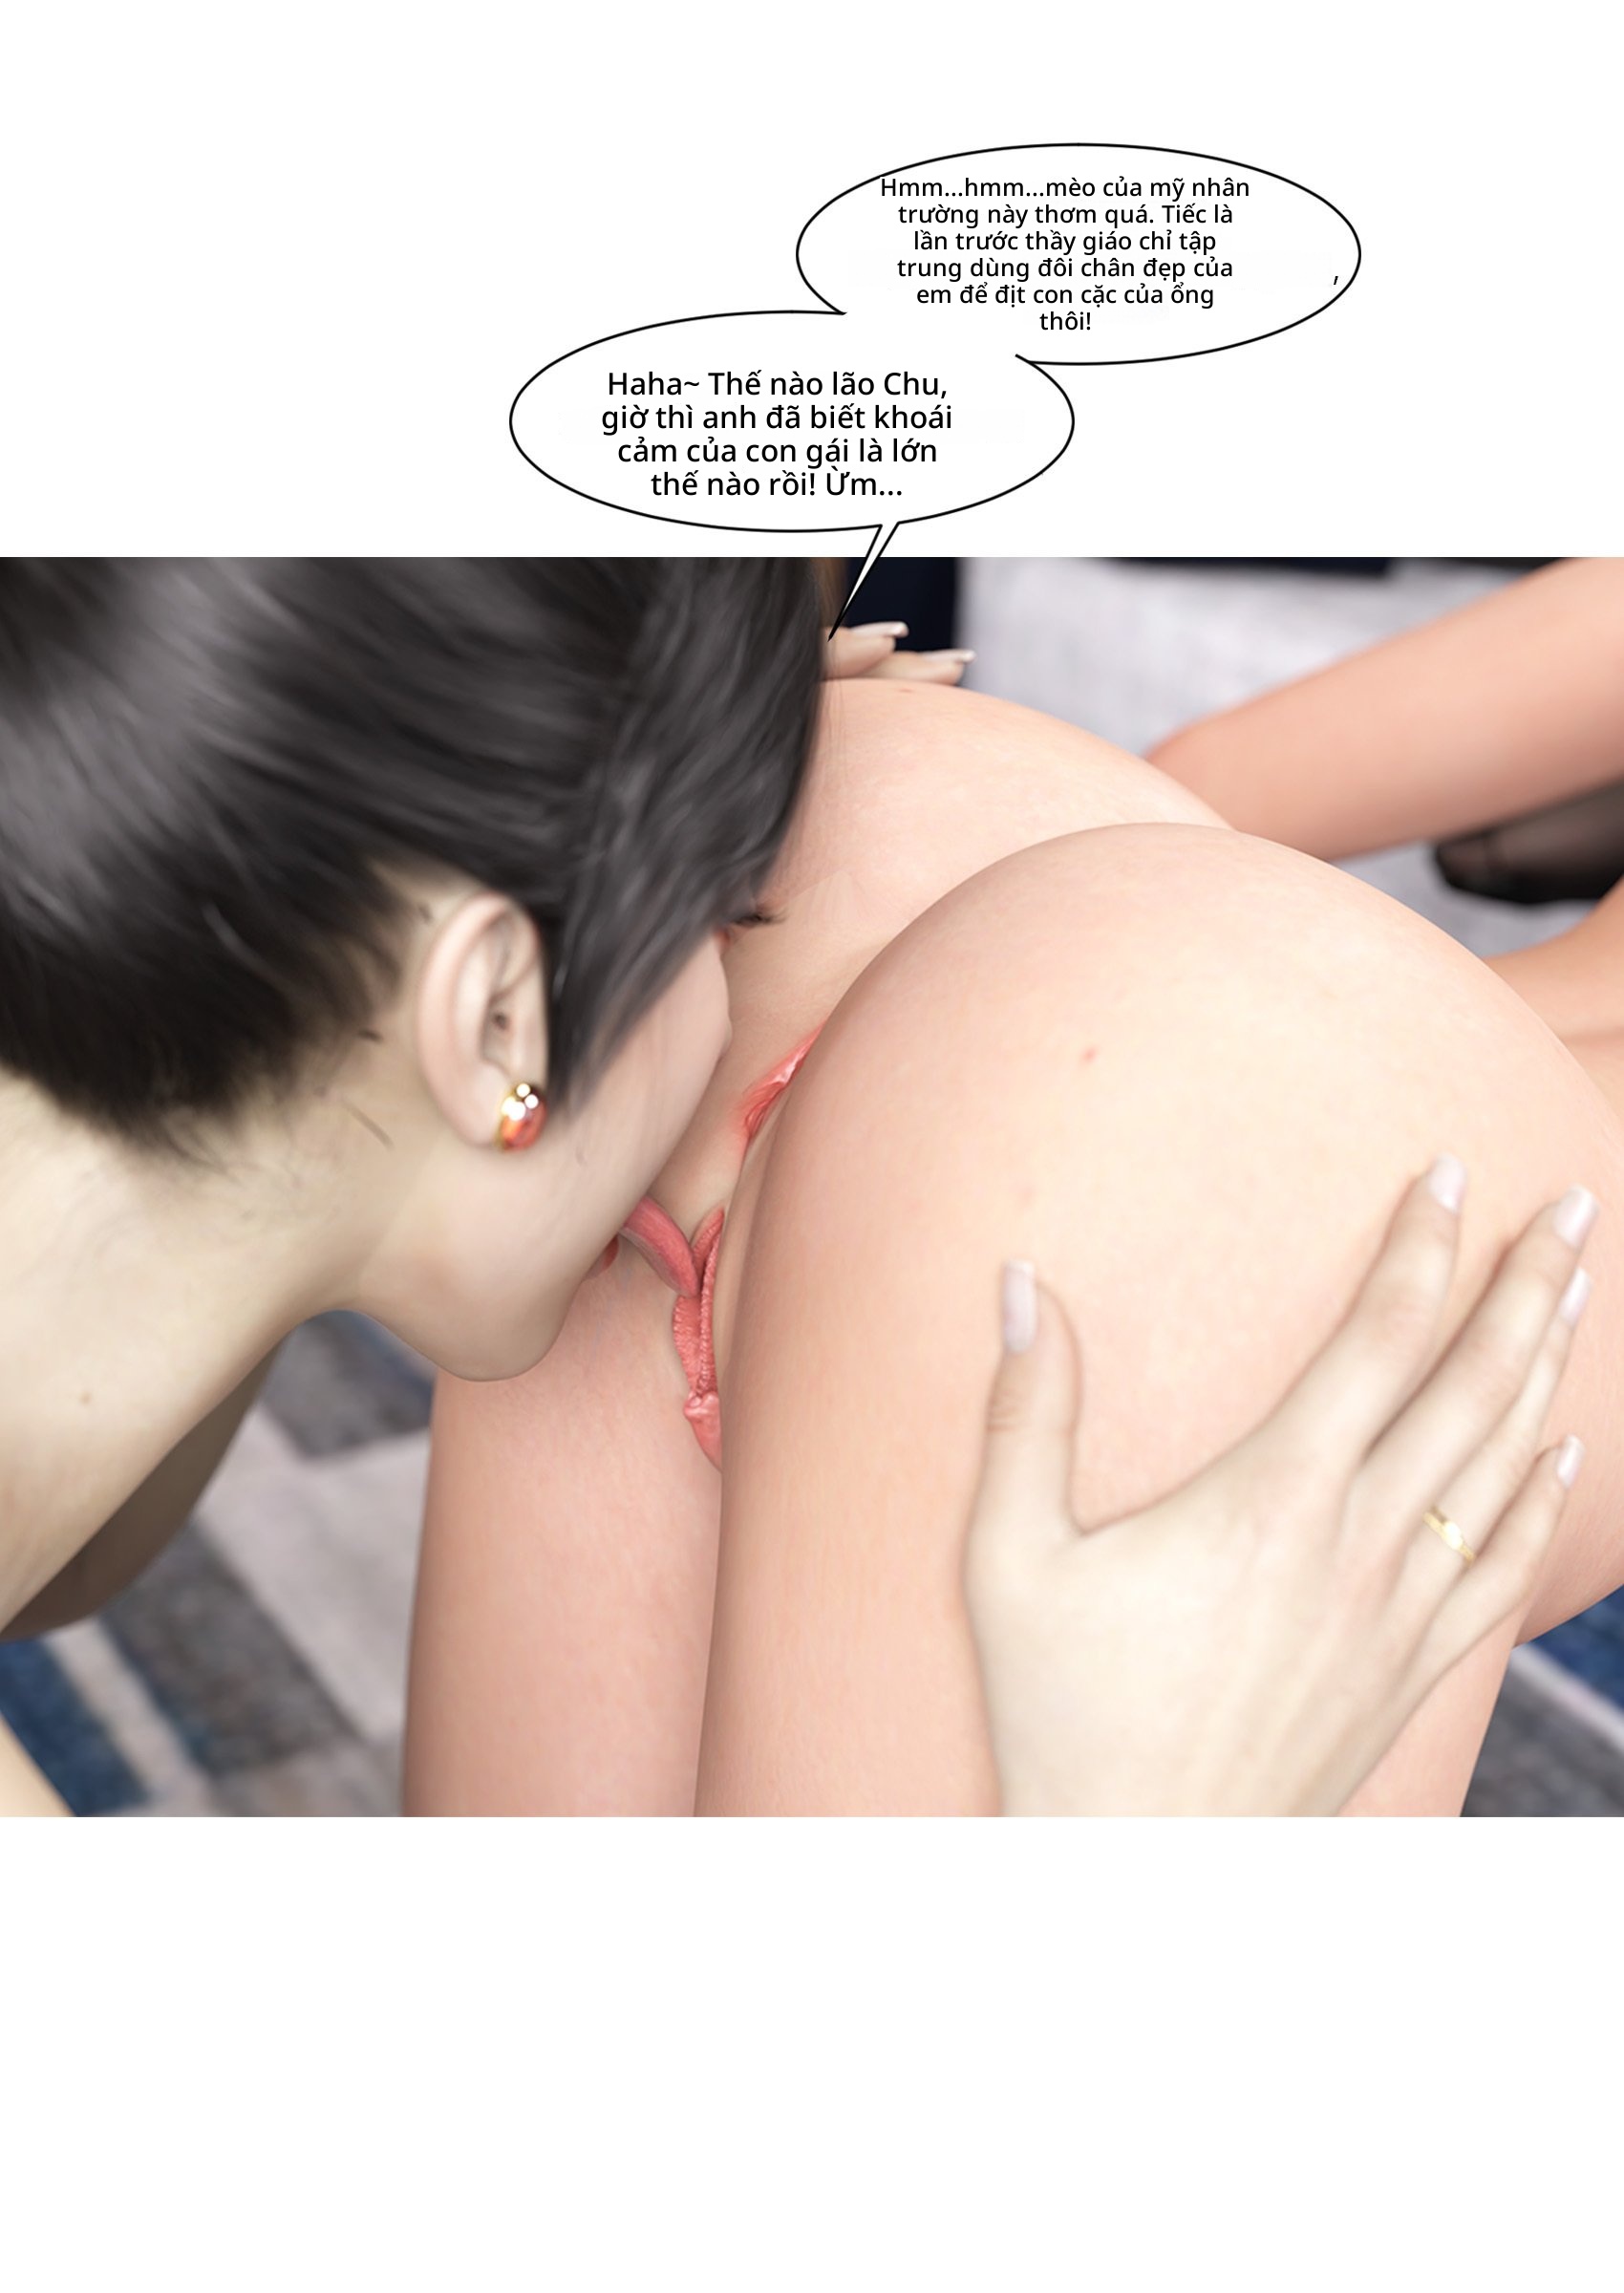 Hmm...hmm...mèo của mỹ nhân
trường này thơm quá. Tiếc là
lần trước thầy giáo chỉ tập
trung dùng đôi chân đẹp của
em để địt con cặc của ổng
thôi!
,
Haha~ Thế nào lão Chu,
giờ thì anh đã biết khoái
cảm của con gái là lớn
thế nào rồi! Ừm...